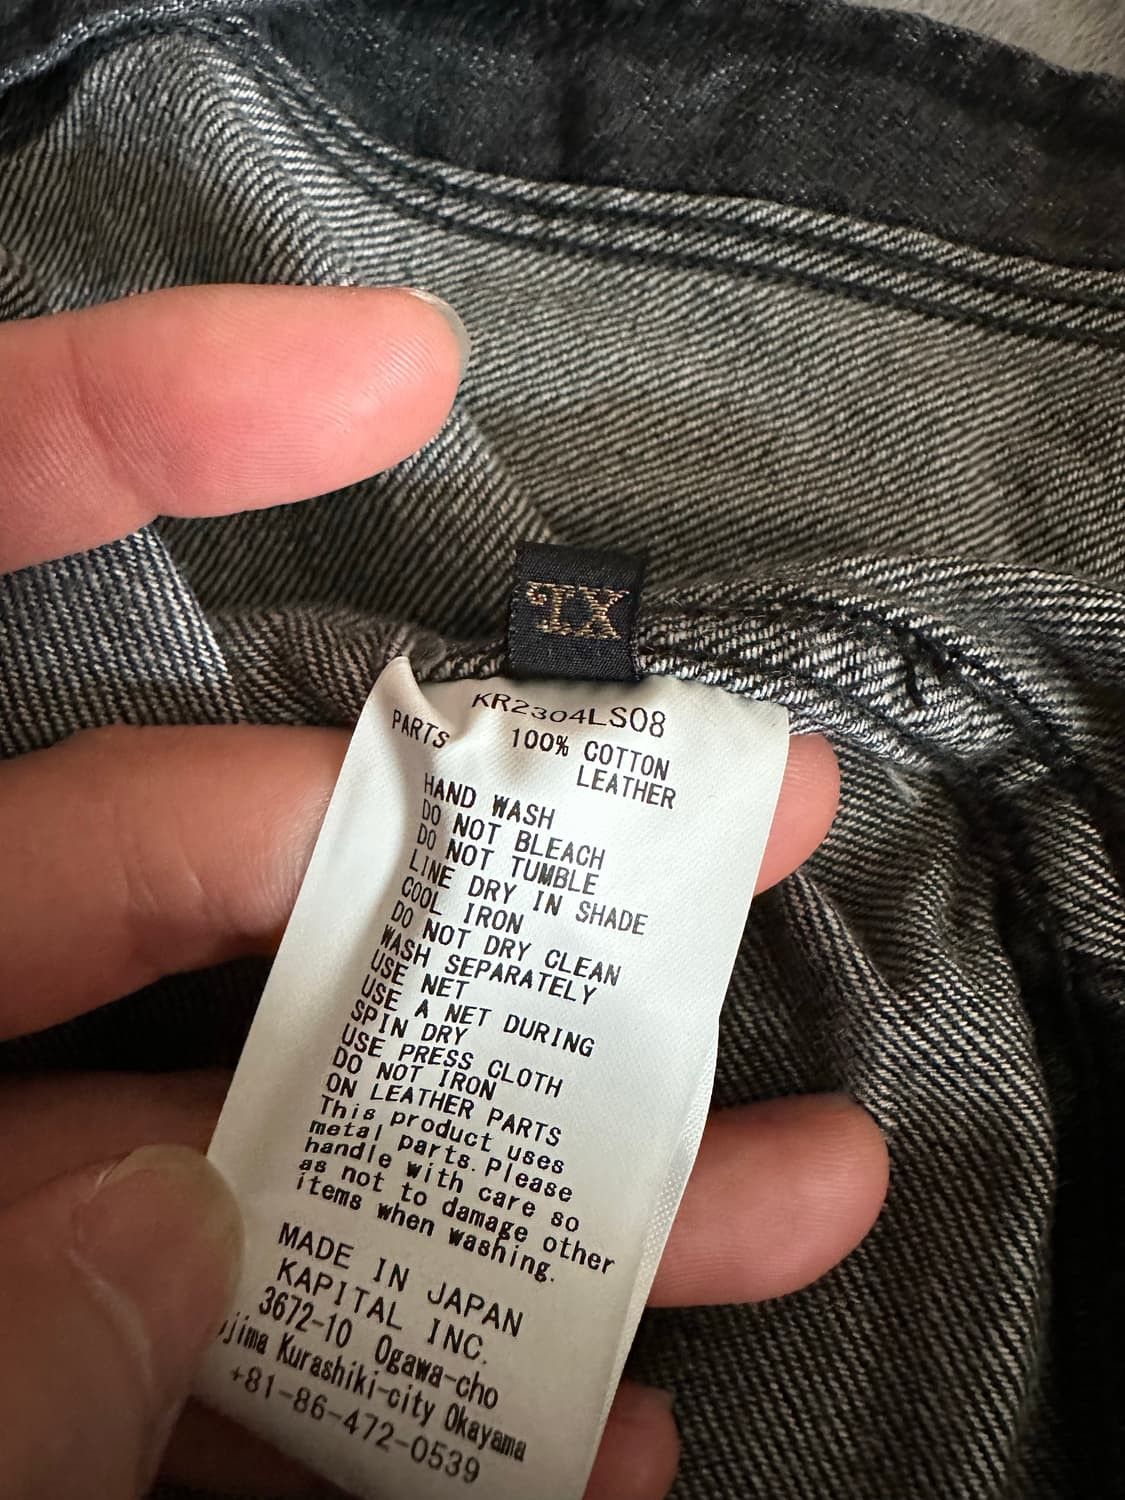 XL
KR2304LS08
100% COTTON
PARTS LEATHER
HAND WASH
DO NOT BLEACH
DO NOT TUMBLE
LINE DRY IN SHADE
COOL IRON
DO NOT DRY CLEAN
WASH SEPARATELY
USE NET
USE A NET DURING
SPIN DRY
USE PRESS CLOTH
DO NOT IRON
ON LEATHER PARTS
This product uses
metal parts.Please
handle with care so
as not to damage other
items when washing.
MADE IN JAPAN
KAPITAL INC.
3672-10 Ogawa-cho
Kurashiki-city Okayama
+81-86-472-0539